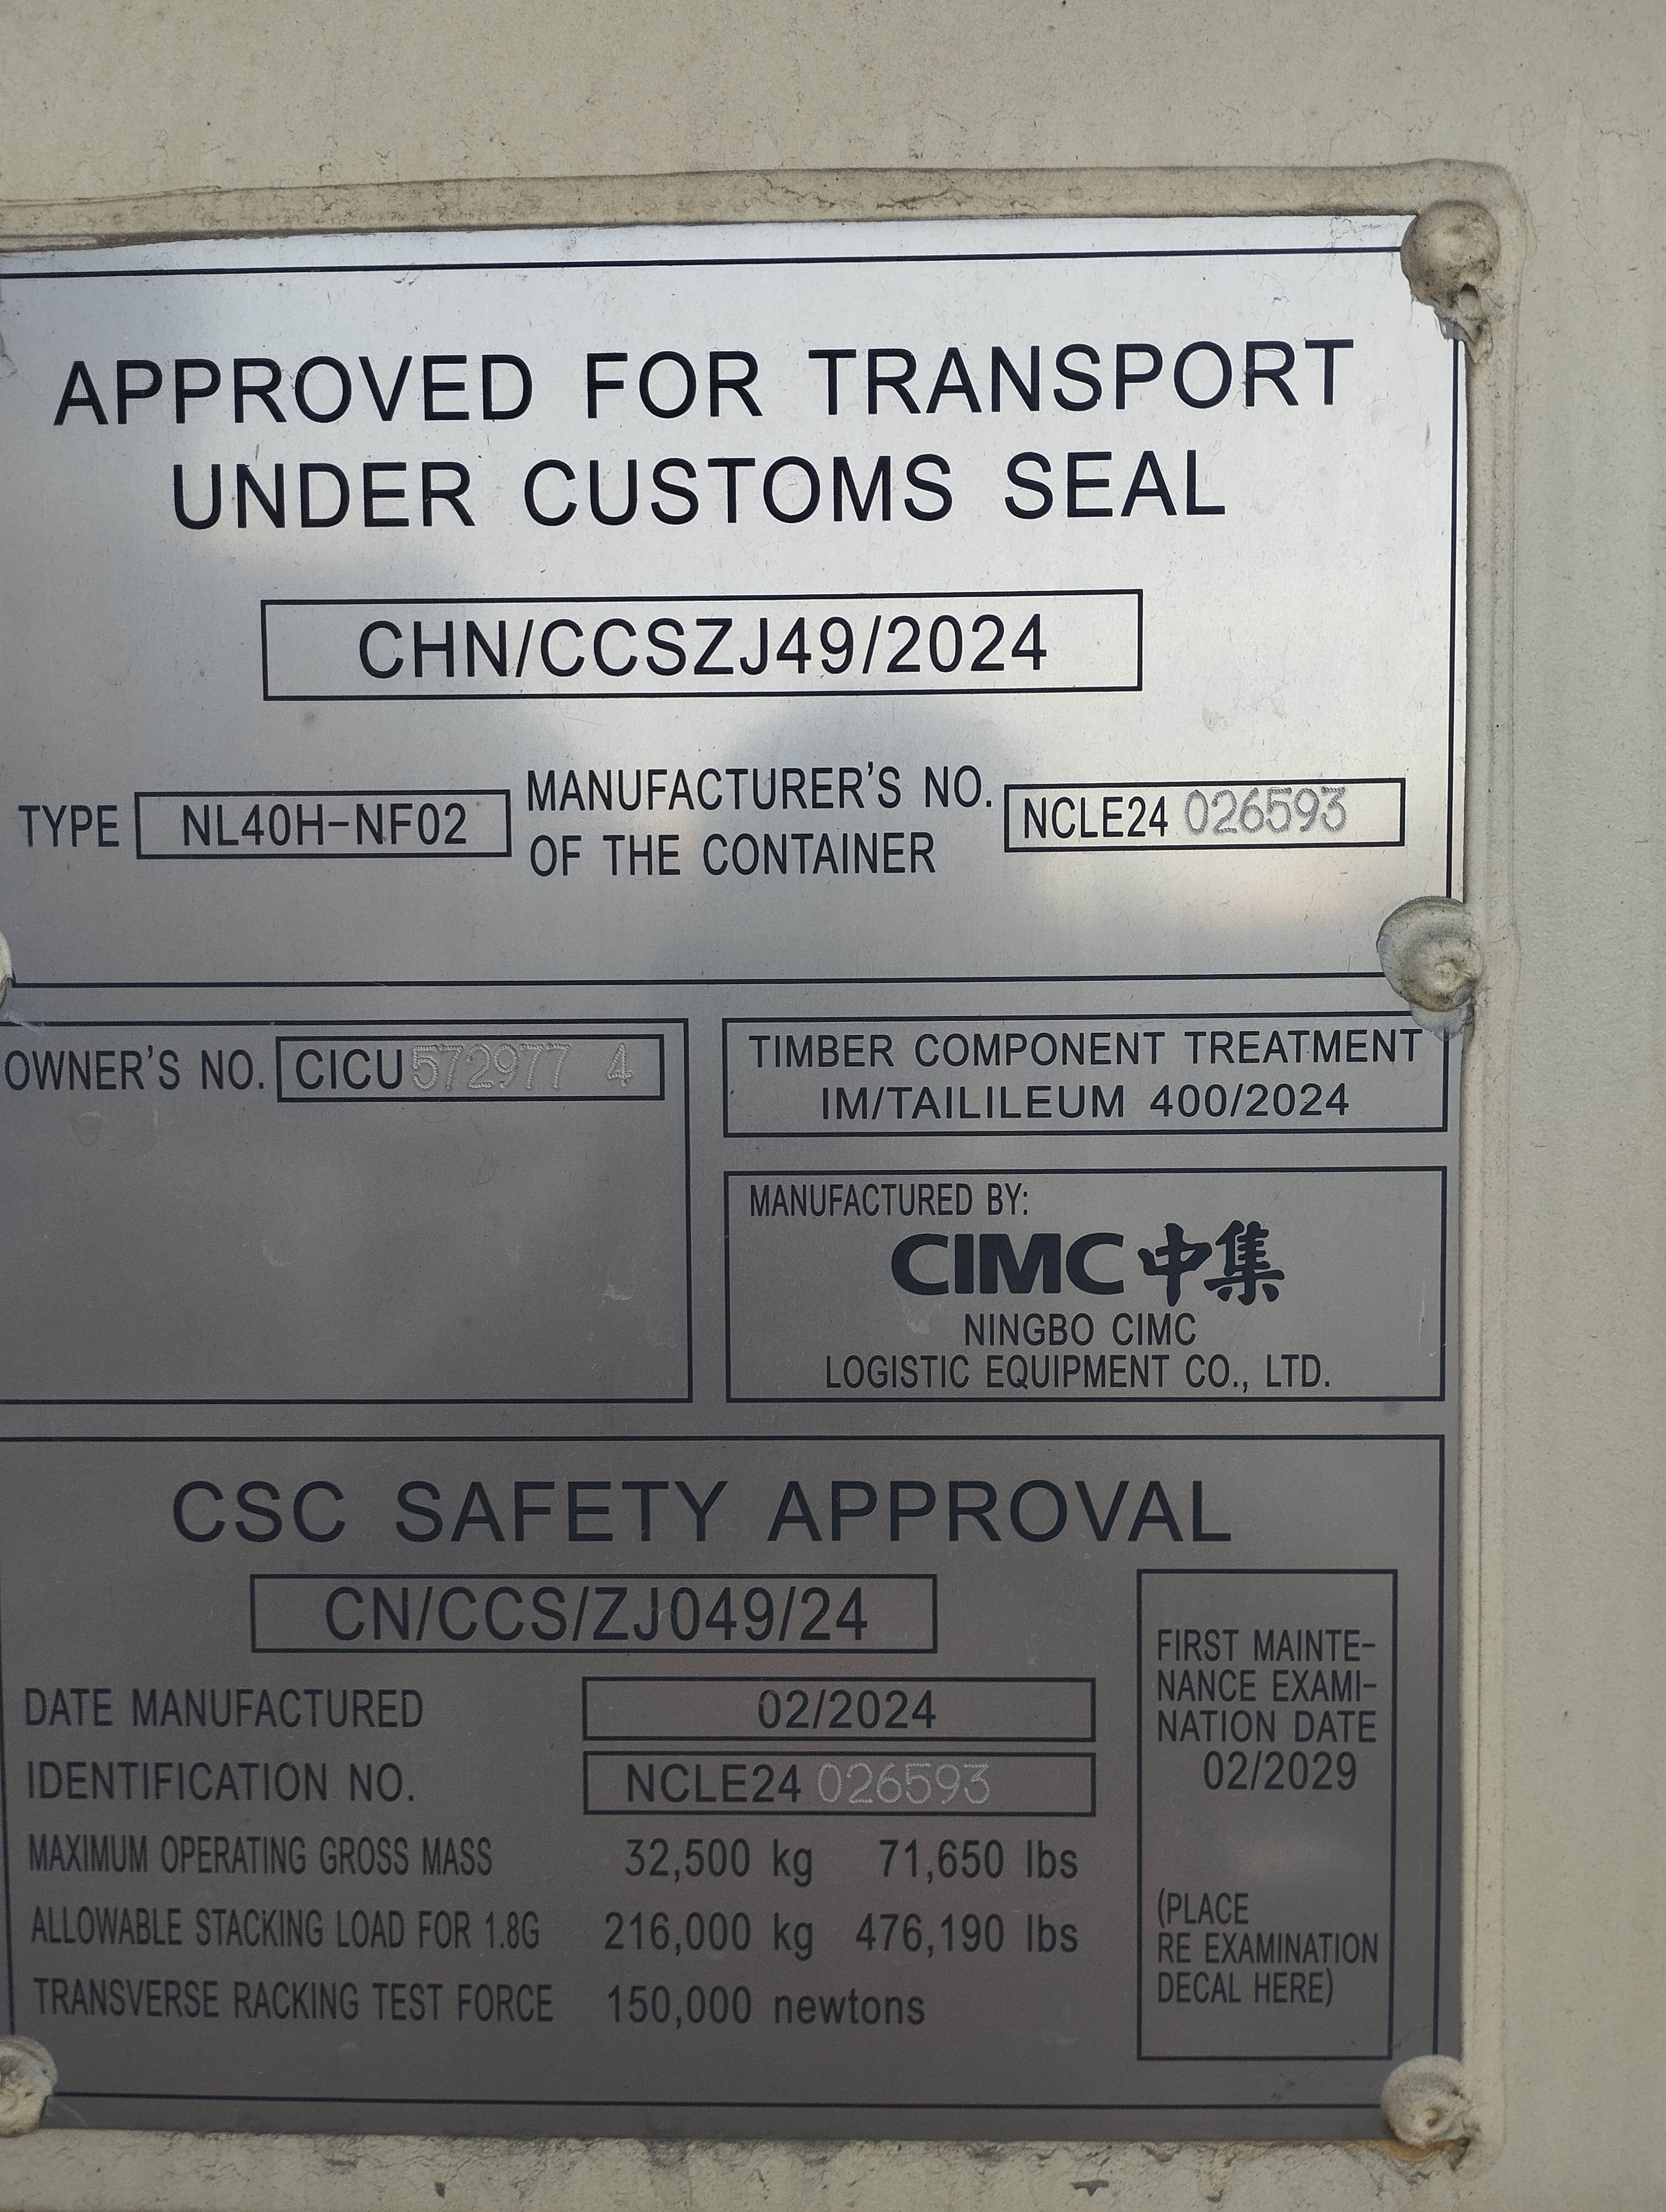 APPROVED FOR TRANSPORT
UNDER CUSTOMS SEAL
CHN/CCSZJ49/2024
TYPE NL40H-NF02
MANUFACTURER'S NO.
OF THE CONTAINER
NCLE24 026593
OWNER'S NO. CICU572977 4
TIMBER COMPONENT TREATMENT
IM/TAILILEUM 400/2024
MANUFACTURED BY:
CIMC中集
NINGBO CIMC
LOGISTIC EQUIPMENT CO., LTD.
CSC SAFETY APPROVAL
CN/CCS/ZJ049/24
DATE MANUFACTURED 02/2024
IDENTIFICATION NO. NCLE24 026593
MAXIMUM OPERATING GROSS MASS 32,500 kg 71,650 lbs
ALLOWABLE STACKING LOAD FOR 1.8G 216,000 kg 476,190 lbs
TRANSVERSE RACKING TEST FORCE 150,000 newtons
FIRST MAINTE-
NANCE EXAMI-
NATION DATE
02/2029
(PLACE
RE EXAMINATION
DECAL HERE)